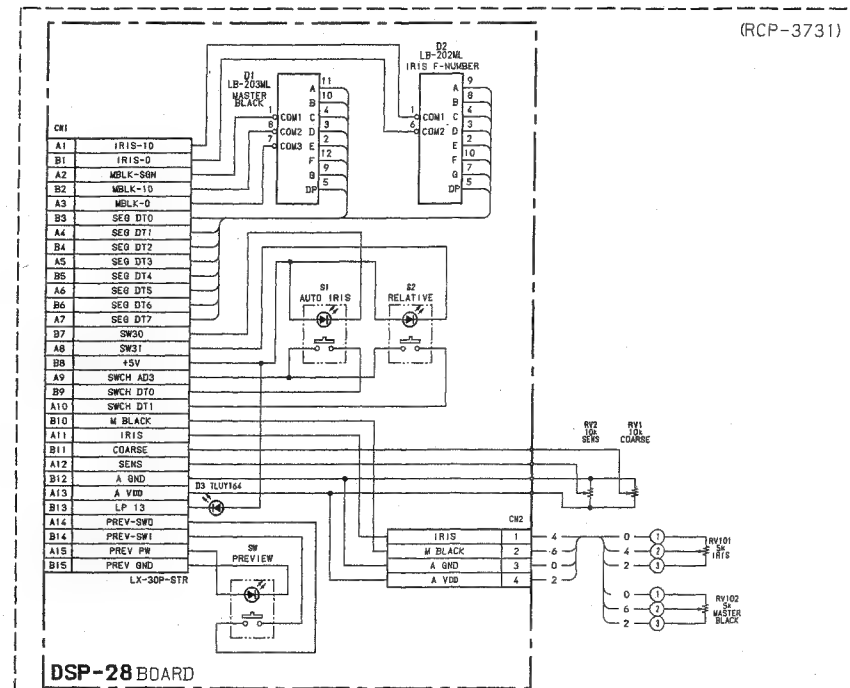 (RCP-3731)
D2
LB-202ML
IRIS F-NUMBER
D1
LB-203ML
MASTER
BLACK
11
A
10
B
4
C
3
D
2
E
12
F
9
G
5
DP
1
COM1
8
COM2
7
COM3
9
A
8
B
4
C
3
D
2
E
10
F
7
G
5
DP
1
COM1
6
COM2
CN1
A1 IRIS-10
B1 IRIS-0
A2 MBLK-SGN
B2 MBLK-10
A3 MBLK-0
B3 SEG DT0
A4 SEG DT1
B4 SEG DT2
A5 SEG DT3
B5 SEG DT4
A6 SEG DT5
B6 SEG DT6
A7 SEG DT7
B7 SW30
A8 SW31
B8 +5V
A9 SWCH AD3
B9 SWCH DT0
A10 SWCH DT1
B10 M BLACK
A11 IRIS
B11 COARSE
A12 SENS
B12 A GND
A13 A VDD
B13 LP 13
A14 PREV-SW0
B14 PREV-SW1
A15 PREV PW
B15 PREV GND
LX-30P-STR
S1
AUTO IRIS
S2
RELATIVE
D3 TLUY164
SW
PREVIEW
RV2
10k
SENS
RV1
10k
COARSE
CN2
IRIS 1 4
M BLACK 2 6
A GND 3 0
A VDD 4 2
0 1
4 2
2 3
RV101
5k
IRIS
0 1
6 2
2 3
RV102
5k
MASTER
BLACK
DSP-28 BOARD